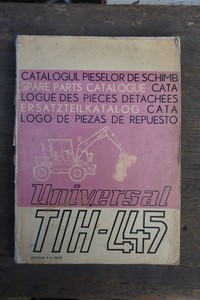 CATALOGUL PIESELOR DE SCHIMB
SPARE PARTS CATALOGUE CATA
LOGUE DES PIECES DETACHEES
ERSATZTEILKATALOG CATA
LOGO DE PIEZAS DE REPUESTO
Universal
TIH-445